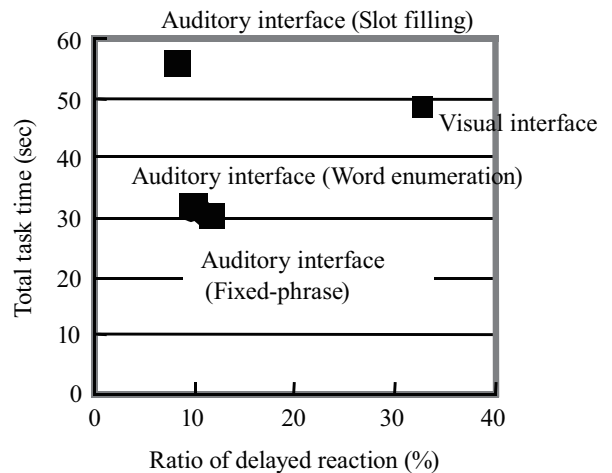 Auditory interface (Slot filling)
60
50
Visual interface
40
Auditory interface (Word enumeration)
30
Auditory interface
(Fixed-phrase)
20
10
0
0 10 20 30 40
Total task time (sec)
Ratio of delayed reaction (%)